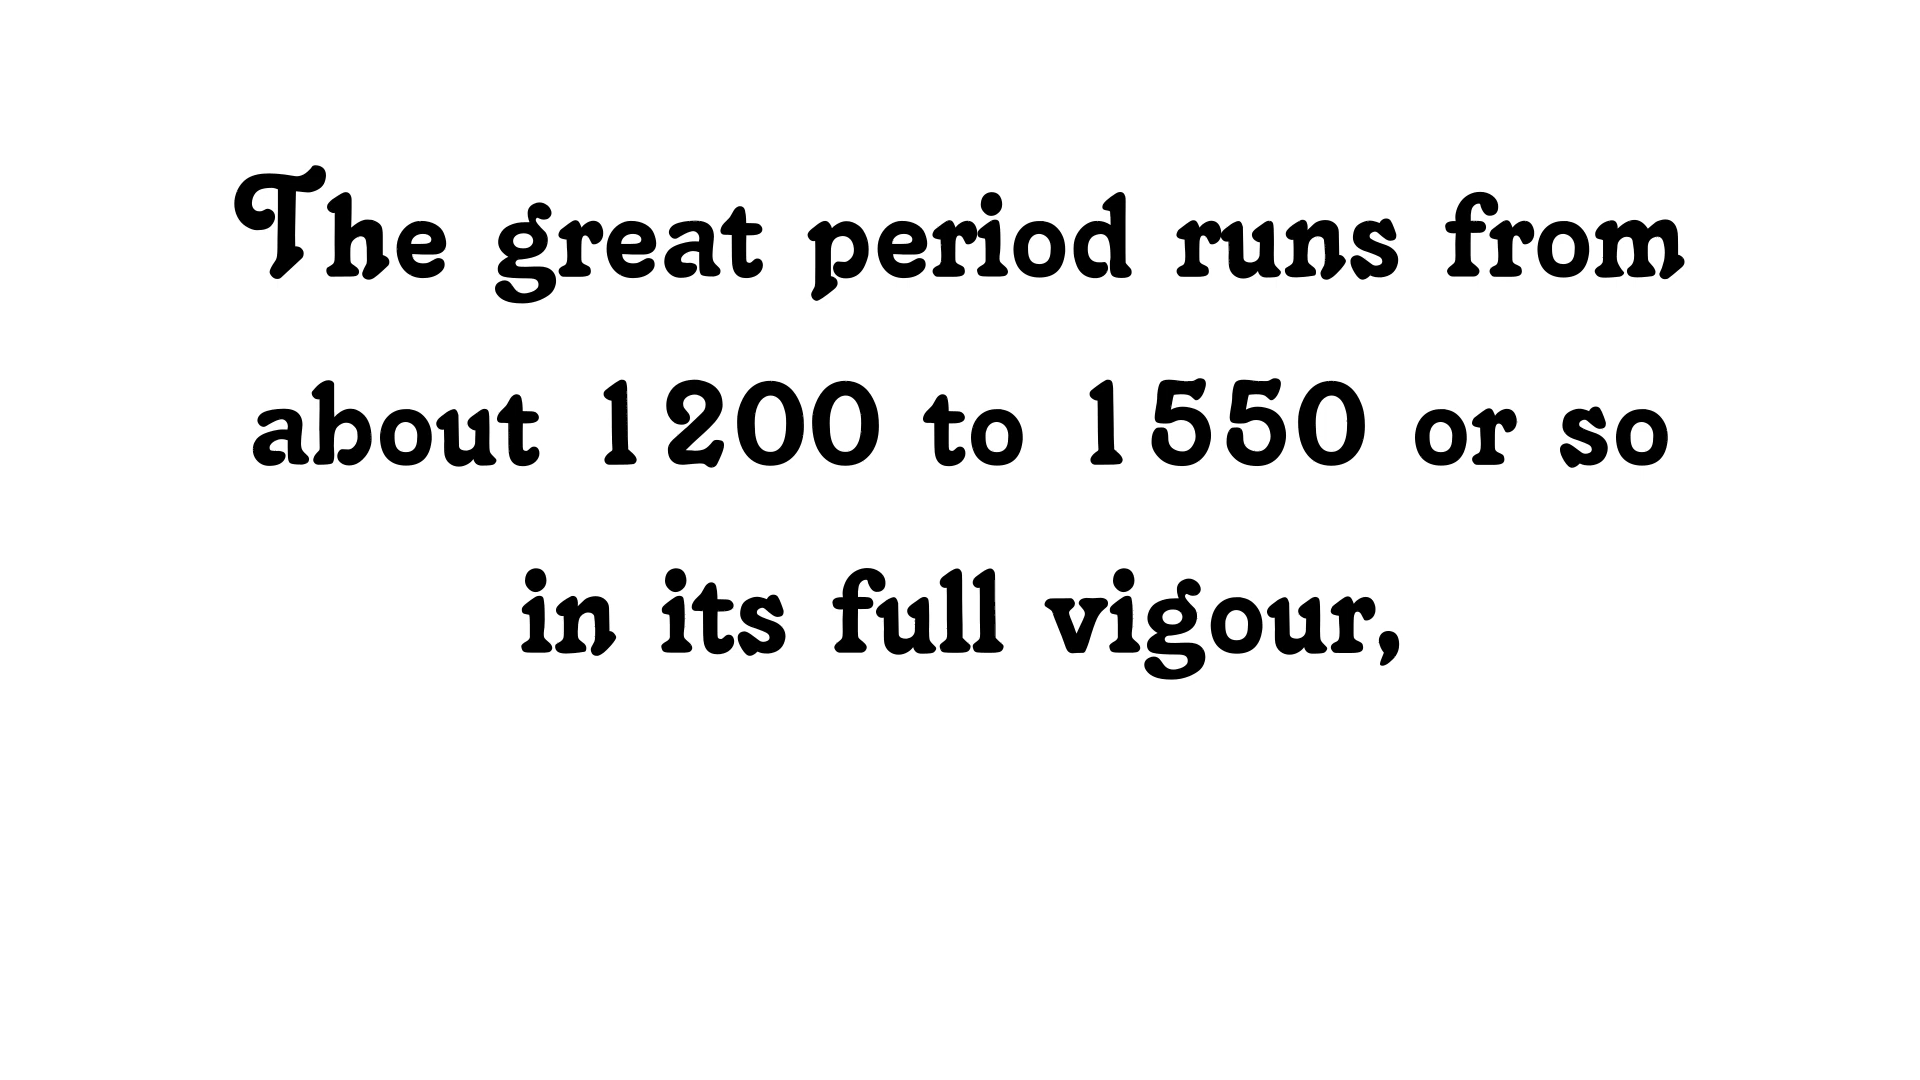 The great period runs from
about 1200 to 1550 or so
in its full vigour,